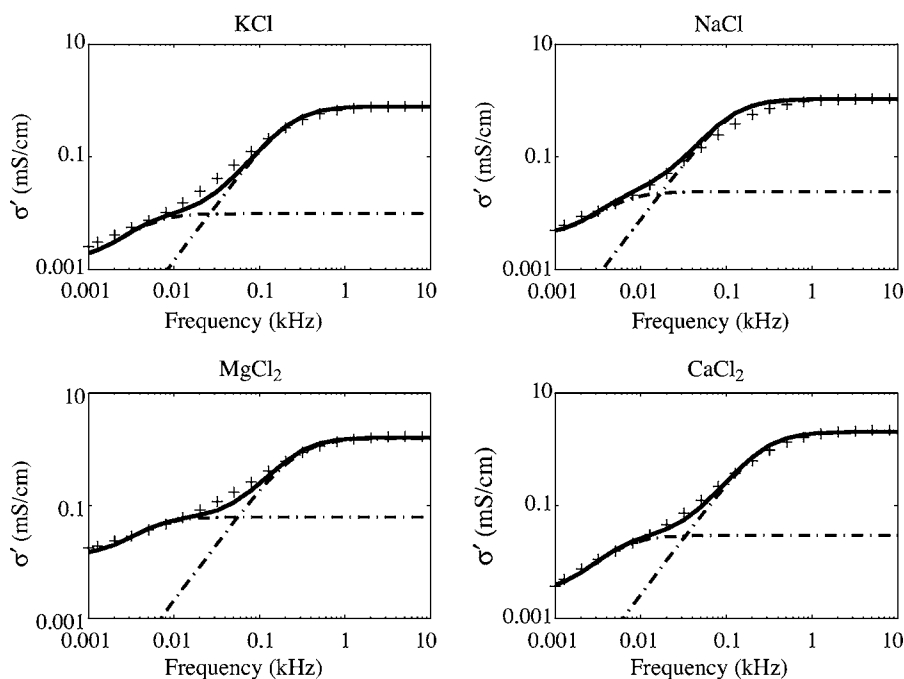 KCl
10
0.1
0.001
σ′ (mS/cm)
0.001 0.01 0.1 1 10
Frequency (kHz)
NaCl
10
0.1
0.001
σ′ (mS/cm)
0.001 0.01 0.1 1 10
Frequency (kHz)
MgCl₂
10
0.1
0.001
σ′ (mS/cm)
0.001 0.01 0.1 1 10
Frequency (kHz)
CaCl₂
10
0.1
0.001
σ′ (mS/cm)
0.001 0.01 0.1 1 10
Frequency (kHz)